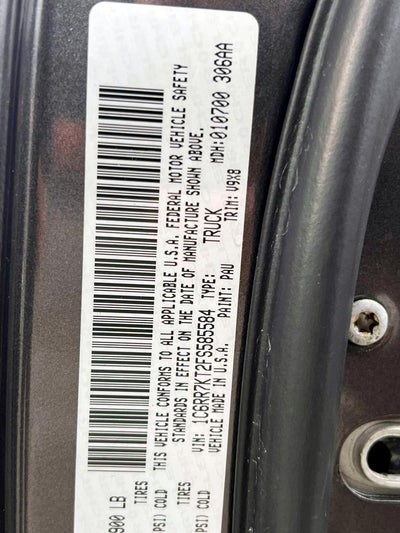 900 LB
TIRES
PSI) COLD
THIS VEHICLE CONFORMS TO ALL APPLICABLE U.S.A. FEDERAL MOTOR VEHICLE SAFETY
STANDARDS IN EFFECT ON THE DATE OF MANUFACTURE SHOWN ABOVE.
TIRES
PSI) COLD
VIN: 1C6RR7KT2FS585584 TYPE: TRUCK MDH:010700 306AA
VEHICLE MADE IN U.S.A. PAINT: PAU TRIM: V9X8